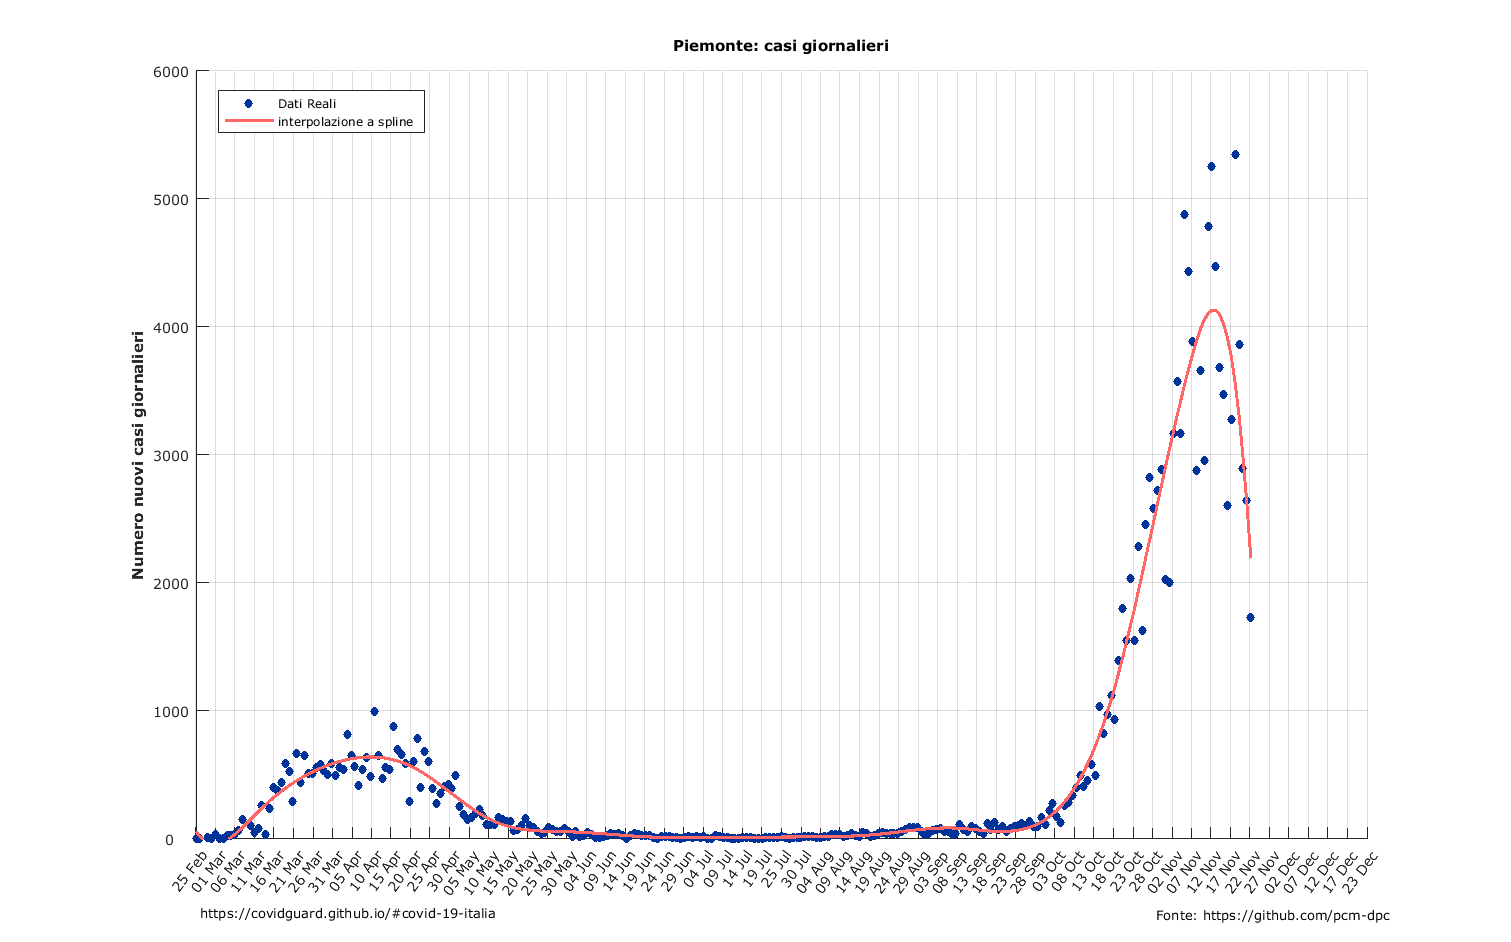 Piemonte: casi giornalieri
6000
5000
4000
3000
2000
1000
0
Dati Reali
interpolazione a spline
Numero nuovi casi giornalieri
25 Feb
01 Mar
06 Mar
11 Mar
16 Mar
21 Mar
26 Mar
31 Mar
05 Apr
10 Apr
15 Apr
20 Apr
25 Apr
30 Apr
05 May
10 May
15 May
20 May
25 May
30 May
04 Jun
09 Jun
14 Jun
19 Jun
24 Jun
29 Jun
04 Jul
09 Jul
14 Jul
19 Jul
25 Jul
30 Jul
04 Aug
09 Aug
14 Aug
19 Aug
24 Aug
29 Aug
03 Sep
08 Sep
13 Sep
18 Sep
23 Sep
28 Sep
03 Oct
08 Oct
13 Oct
18 Oct
23 Oct
28 Oct
02 Nov
07 Nov
12 Nov
17 Nov
22 Nov
27 Nov
02 Dec
07 Dec
12 Dec
17 Dec
23 Dec
https://covidguard.github.io/#covid-19-italia
Fonte: https://github.com/pcm-dpc